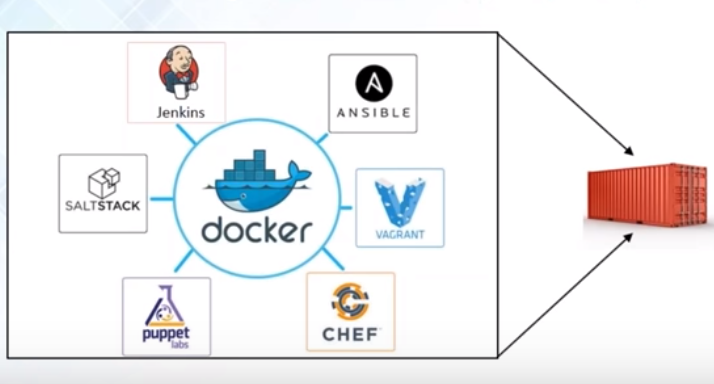 Jenkins
ANSIBLE
SALTSTACK
docker
VAGRANT
puppet
labs
CHEF